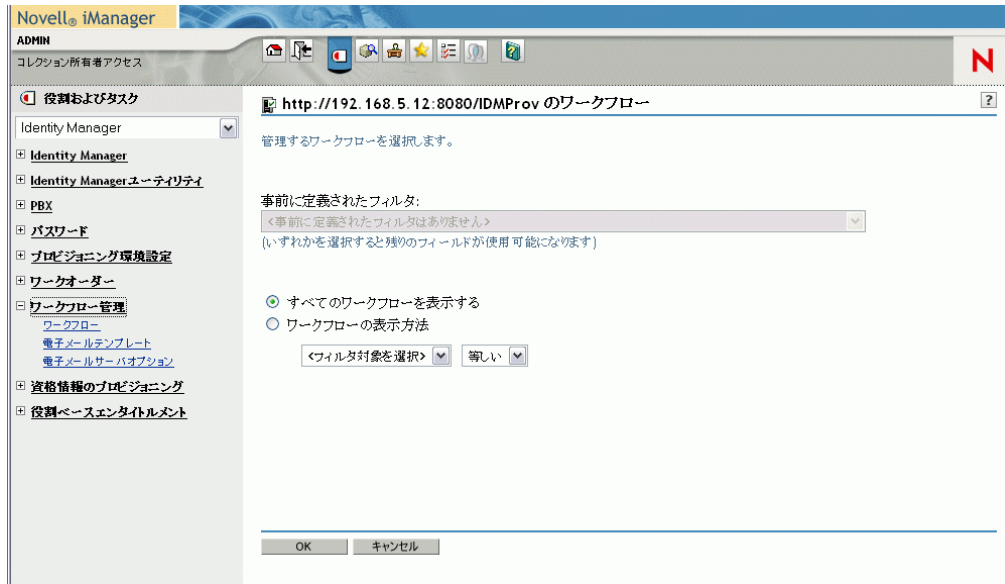 Novell® iManager
ADMIN
コレクション所有者アクセス
N
役割およびタスク
Identity Manager
Identity Manager
Identity Managerユーティリティ
PBX
パスワード
プロビジョニング環境設定
ワークオーダー
ワークフロー管理
ワークフロー
電子メールテンプレート
電子メールサーバオプション
資格情報のプロビジョニング
役割ベースエンタイトルメント
http://192.168.5.12:8080/IDMProv のワークフロー
?
管理するワークフローを選択します。
事前に定義されたフィルタ:
<事前に定義されたフィルタはありません>
(いずれかを選択すると残りのフィールドが使用可能になります)
すべてのワークフローを表示する
ワークフローの表示方法
<フィルタ対象を選択> 等しい
OK キャンセル